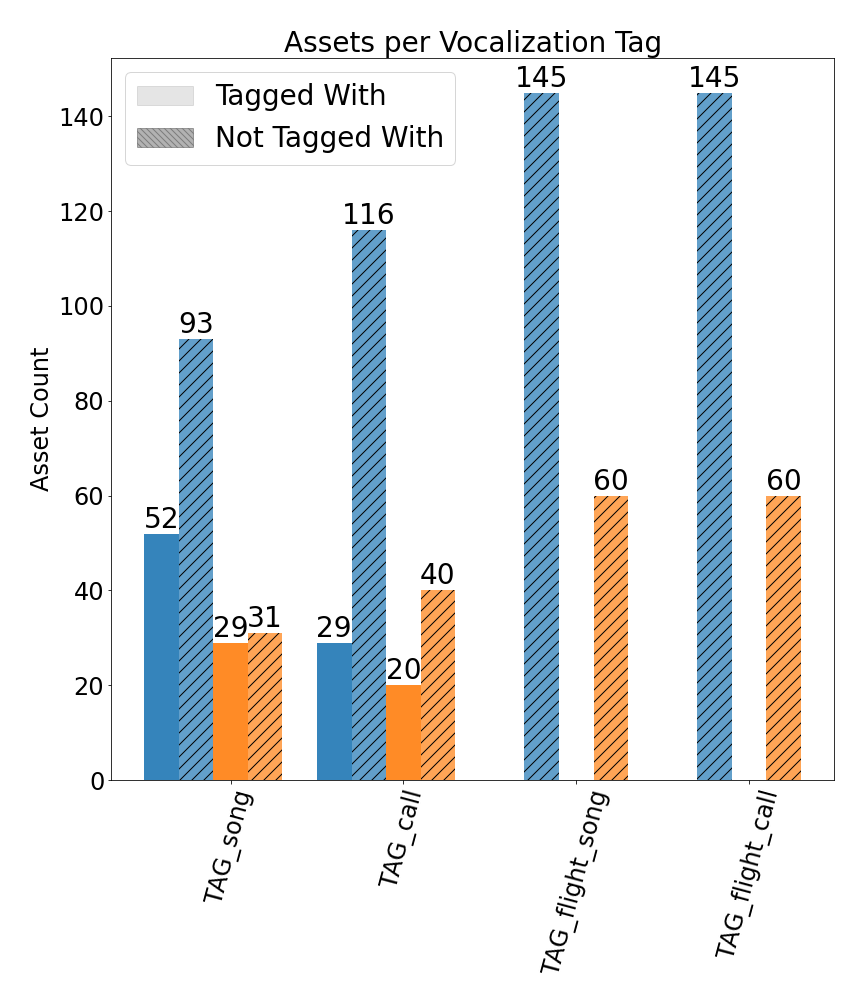 Assets per Vocalization Tag
Tagged With
Not Tagged With
Asset Count
140
120
100
80
60
40
20
0
52
93
29
31
29
116
20
40
145
60
145
60
TAG_song
TAG_call
TAG_flight_song
TAG_flight_call